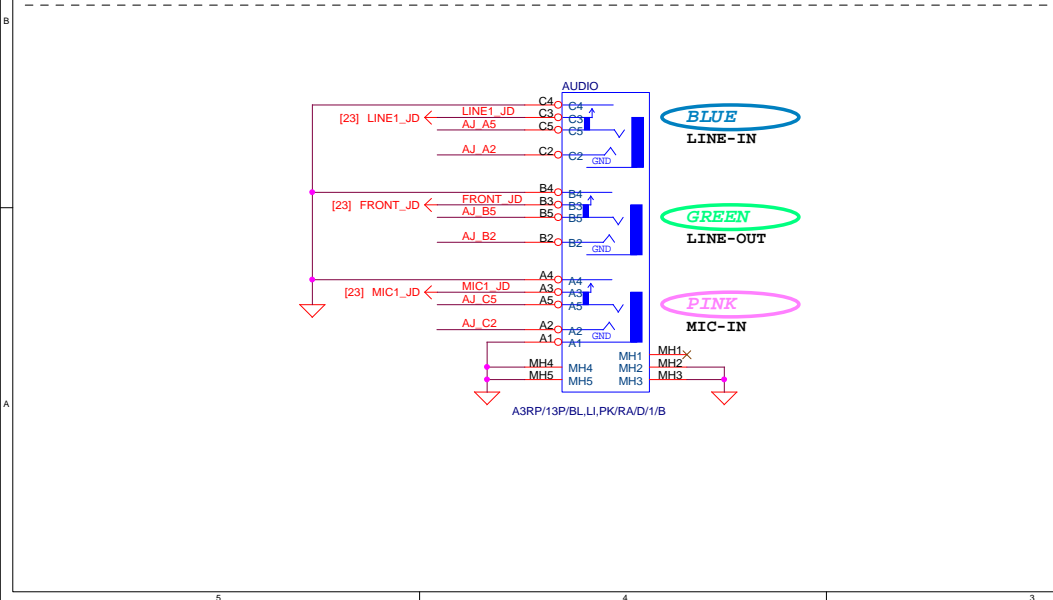 B
AUDIO
C4 C4
[23] LINE1_JD LINE1_JD C3 C3 BLUE
AJ_A5 C5 C5
LINE-IN
AJ_A2 C2 C2
GND
B4 B4
[23] FRONT_JD FRONT_JD B3 B3
AJ_B5 B5 B5 GREEN
AJ_B2 B2 B2 LINE-OUT
GND
A4 A4
[23] MIC1_JD MIC1_JD A3 A3
AJ_C5 A5 A5 PINK
AJ_C2 A2 A2 MIC-IN
GND
A1 A1
MH1 MH1
MH4 MH4 MH2 MH2
MH5 MH5 MH3 MH3
A
A3RP/13P/BL,LI,PK/RA/D/1/B
5 4 3